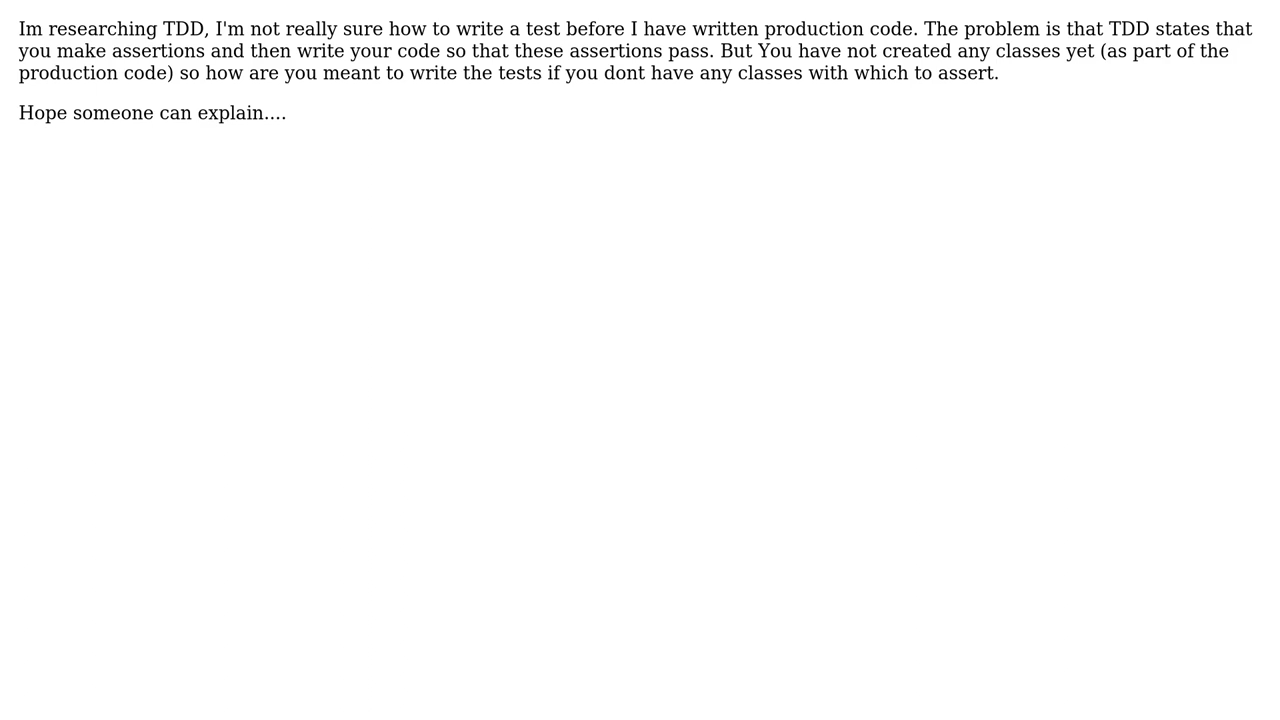 Im researching TDD, I'm not really sure how to write a test before I have written production code. The problem is that TDD states that
you make assertions and then write your code so that these assertions pass. But You have not created any classes yet (as part of the
production code) so how are you meant to write the tests if you dont have any classes with which to assert.
Hope someone can explain....